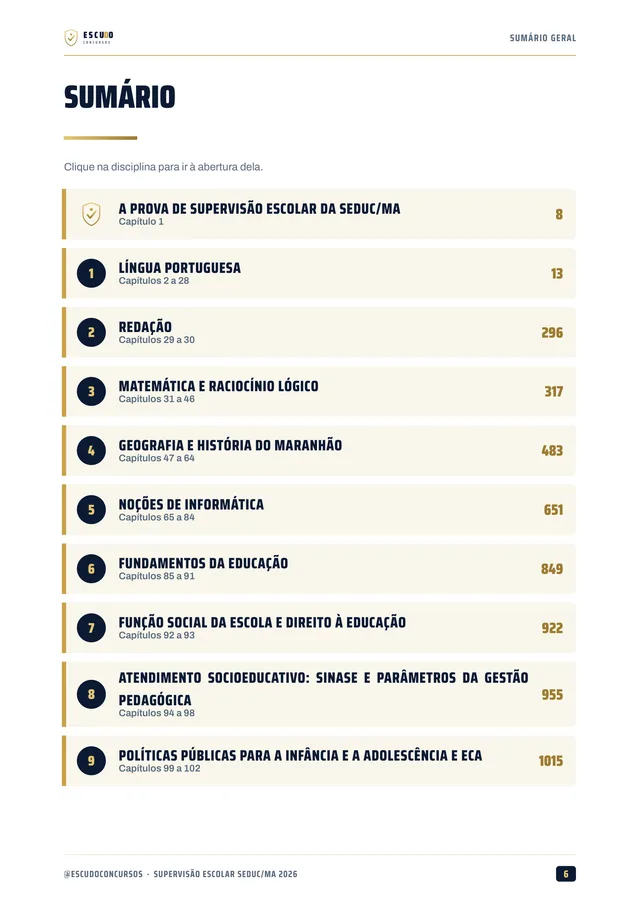 ESCUDO
CONCURSOS
SUMÁRIO GERAL
SUMÁRIO
Clique na disciplina para ir à abertura dela.
A PROVA DE SUPERVISÃO ESCOLAR DA SEDUC/MA
Capítulo 1
8
1
LÍNGUA PORTUGUESA
Capítulos 2 a 28
13
2
REDAÇÃO
Capítulos 29 a 30
296
3
MATEMÁTICA E RACIOCÍNIO LÓGICO
Capítulos 31 a 46
317
4
GEOGRAFIA E HISTÓRIA DO MARANHÃO
Capítulos 47 a 64
483
5
NOÇÕES DE INFORMÁTICA
Capítulos 65 a 84
651
6
FUNDAMENTOS DA EDUCAÇÃO
Capítulos 85 a 91
849
7
FUNÇÃO SOCIAL DA ESCOLA E DIREITO À EDUCAÇÃO
Capítulos 92 a 93
922
8
ATENDIMENTO SOCIOEDUCATIVO: SINASE E PARÂMETROS DA GESTÃO
PEDAGÓGICA
Capítulos 94 a 98
955
9
POLÍTICAS PÚBLICAS PARA A INFÂNCIA E A ADOLESCÊNCIA E ECA
Capítulos 99 a 102
1015
@ESCUDOCONCURSOS · SUPERVISÃO ESCOLAR SEDUC/MA 2026
6